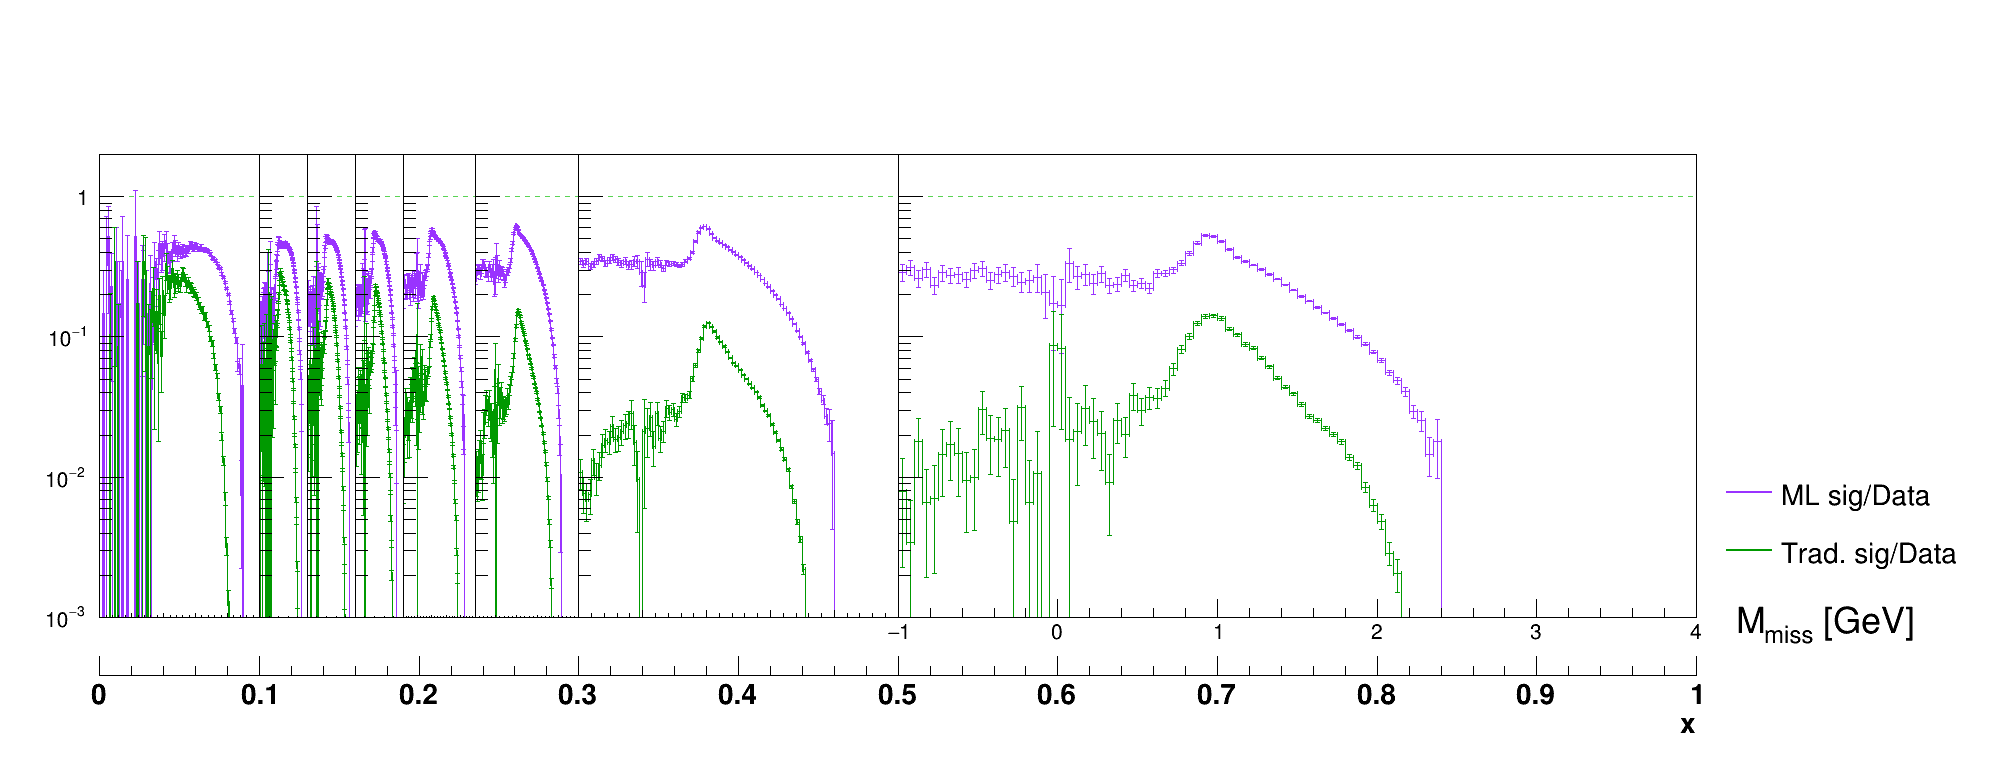 1
10⁻¹
10⁻²
10⁻³
ML sig/Data
Trad. sig/Data
−1 0 1 2 3 4
M_miss [GeV]
0 0.1 0.2 0.3 0.4 0.5 0.6 0.7 0.8 0.9 1
x